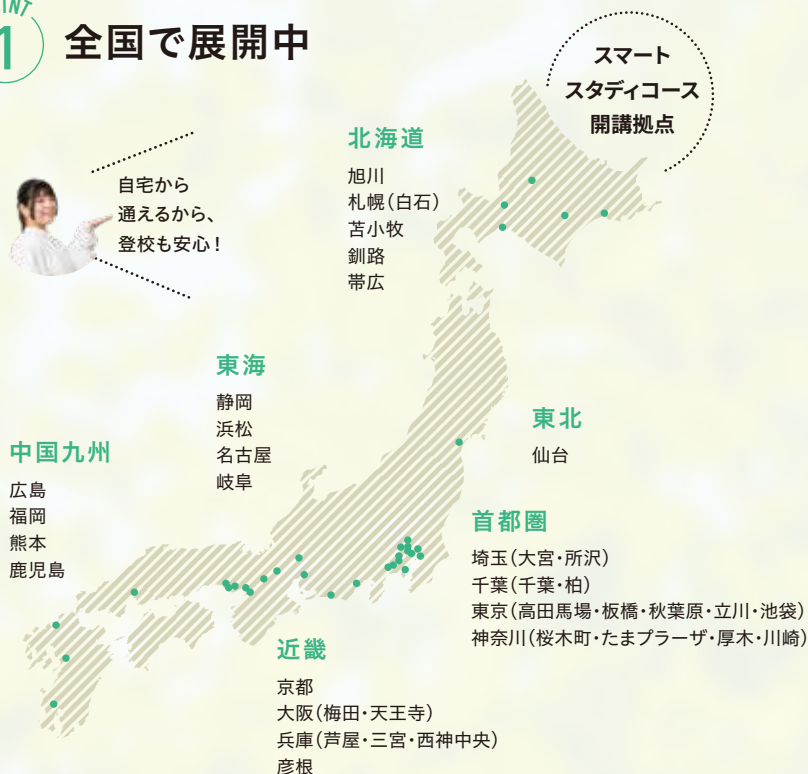 1
全国で展開中
スマート
スタディコース
開講拠点
自宅から
通えるから、
登校も安心！
北海道
旭川
札幌（白石）
苫小牧
釧路
帯広
東海
静岡
浜松
名古屋
岐阜
東北
仙台
中国九州
広島
福岡
熊本
鹿児島
首都圏
埼玉（大宮・所沢）
千葉（千葉・柏）
東京（高田馬場・板橋・秋葉原・立川・池袋）
神奈川（桜木町・たまプラーザ・厚木・川崎）
近畿
京都
大阪（梅田・天王寺）
兵庫（芦屋・三宮・西神中央）
彦根